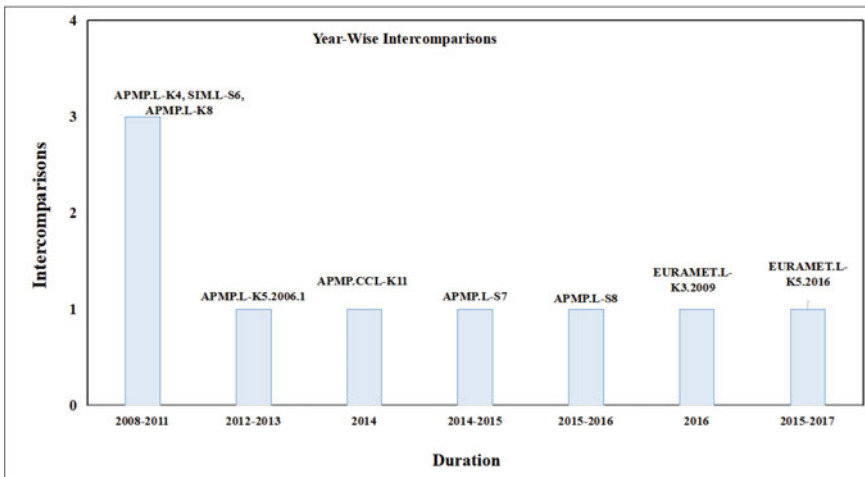 Year-Wise Intercomparisons
4
3
2
1
0
Intercomparisons
APMP.L-K4, SIM.L-S6,
APMP.L-K8
APMP.L-K5.2006.1
APMP.CCL-K11
APMP.L-S7
APMP.L-S8
EURAMET.L-
K3.2009
EURAMET.L-
K5.2016
2008-2011
2012-2013
2014
2014-2015
2015-2016
2016
2015-2017
Duration